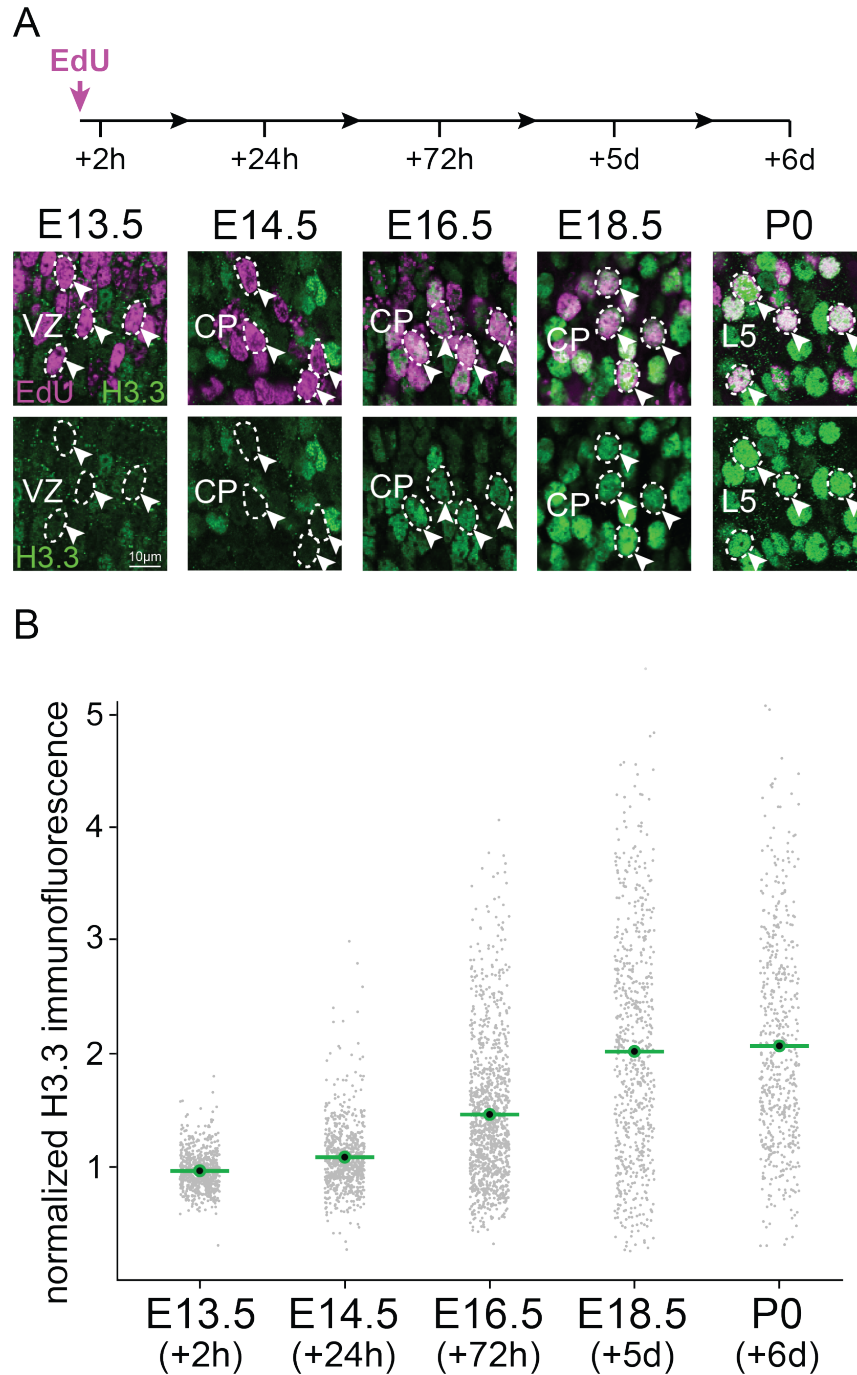 A
EdU
+2h +24h +72h +5d +6d
E13.5 E14.5 E16.5 E18.5 P0
VZ CP CP CP L5
EdU H3.3
VZ CP CP CP L5
H3.3 10µm
B
normalized H3.3 immunofluorescence
5
4
3
2
1
E13.5 E14.5 E16.5 E18.5 P0
(+2h) (+24h) (+72h) (+5d) (+6d)